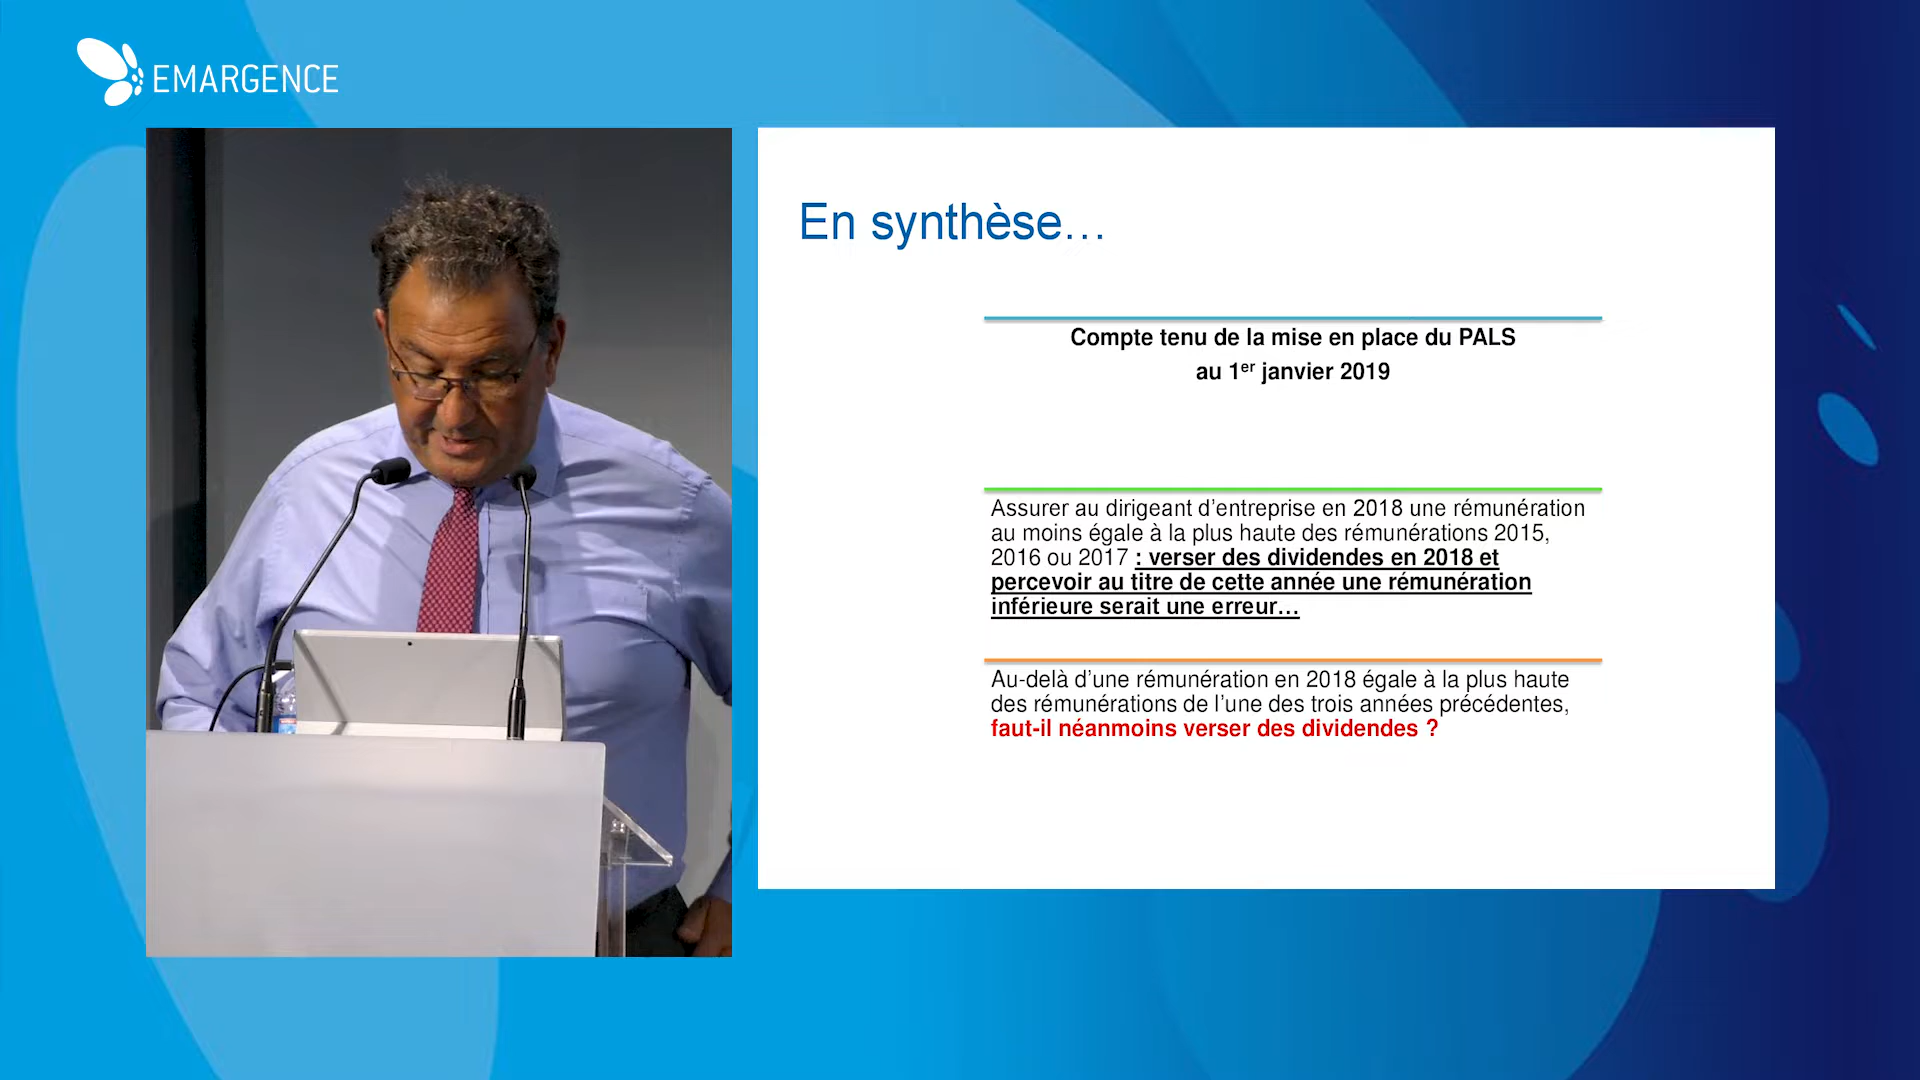 EMARGENCE
En synthèse…
Compte tenu de la mise en place du PALS
au 1er janvier 2019
Assurer au dirigeant d’entreprise en 2018 une rémunération
au moins égale à la plus haute des rémunérations 2015,
2016 ou 2017 : verser des dividendes en 2018 et
percevoir au titre de cette année une rémunération
inférieure serait une erreur…
Au-delà d’une rémunération en 2018 égale à la plus haute
des rémunérations de l’une des trois années précédentes,
faut-il néanmoins verser des dividendes ?